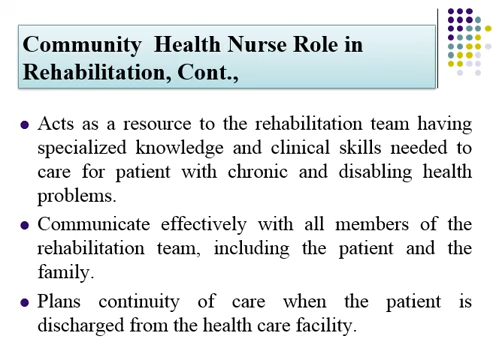 Community Health Nurse Role in
Rehabilitation, Cont.,
Acts as a resource to the rehabilitation team having
specialized knowledge and clinical skills needed to
care for patient with chronic and disabling health
problems.
Communicate effectively with all members of the
rehabilitation team, including the patient and the
family.
Plans continuity of care when the patient is
discharged from the health care facility.